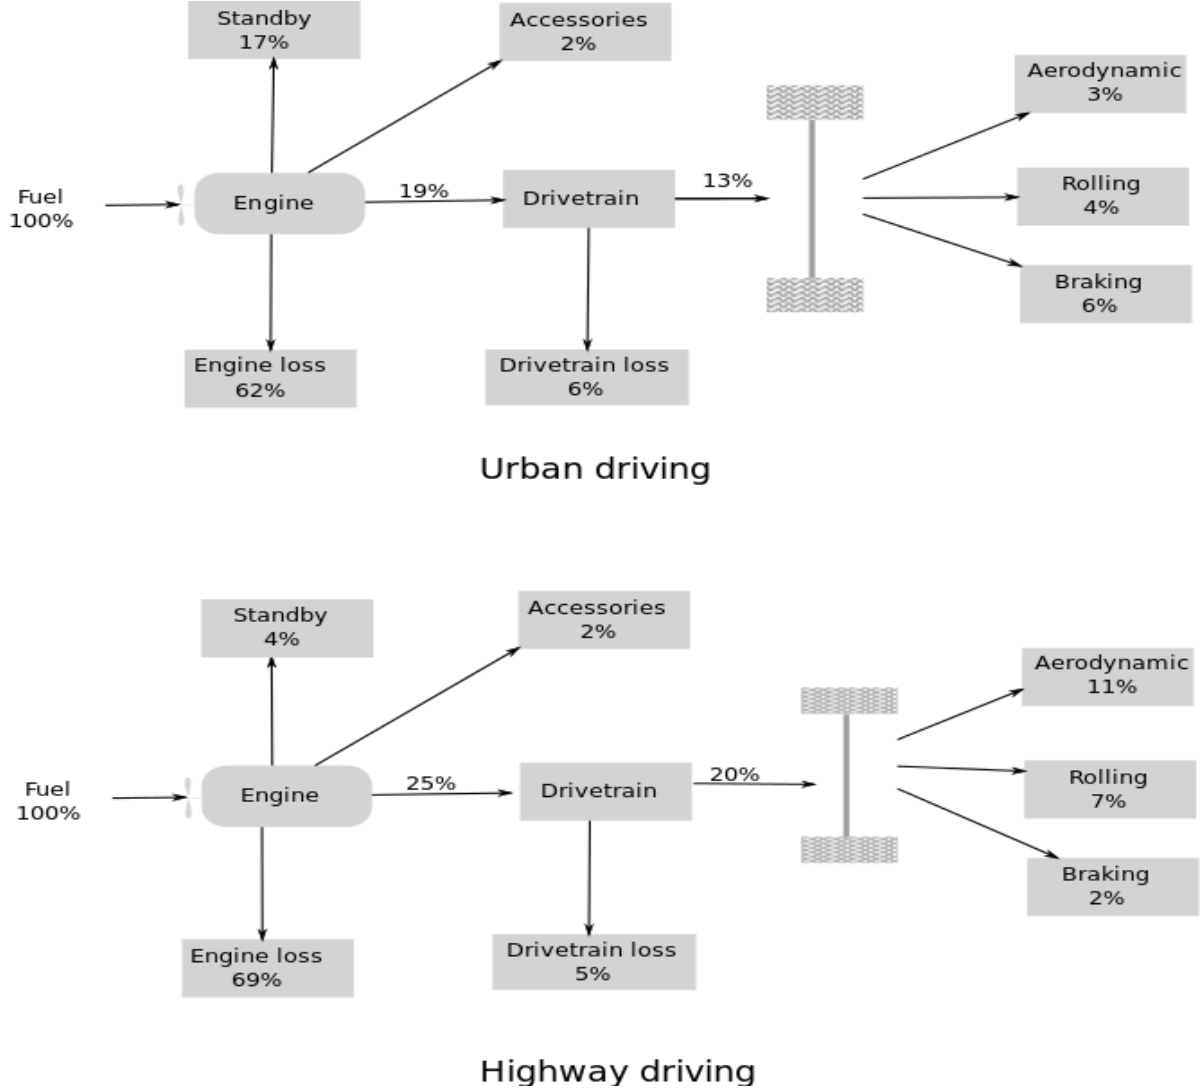 Standby
17%
Accessories
2%
Aerodynamic
3%
Fuel
100%
Engine
19%
Drivetrain
13%
Rolling
4%
Braking
6%
Engine loss
62%
Drivetrain loss
6%
Urban driving
Standby
4%
Accessories
2%
Aerodynamic
11%
Fuel
100%
Engine
25%
Drivetrain
20%
Rolling
7%
Braking
2%
Engine loss
69%
Drivetrain loss
5%
Highway driving